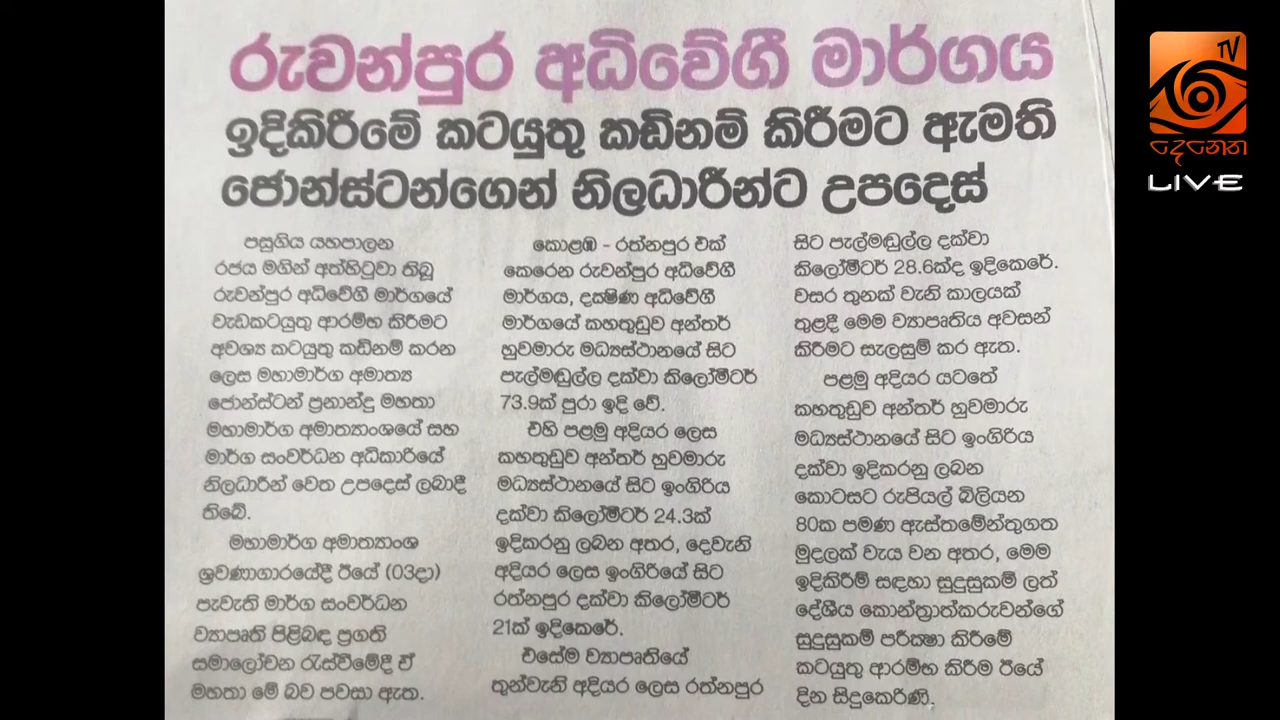 රුවන්පුර අධිවේගී මාර්ගය
ඉදිකිරීමේ කටයුතු කඩිනම් කිරීමට ඇමති
ජොන්ස්ටන්ගෙන් නිලධාරීන්ට උපදෙස්
පසුගිය යහපාලන
රජය මගින් අත්හිටුවා තිබූ
රුවන්පුර අධිවේගී මාර්ගයේ
වැඩකටයුතු ආරම්භ කිරීමට
අවශ්‍ය කටයුතු කඩිනම් කරන
ලෙස මහාමාර්ග අමාත්‍ය
ජොන්ස්ටන් ප්‍රනාන්දු මහතා
මහාමාර්ග අමාත්‍යාංශයේ සහ
මාර්ග සංවර්ධන අධිකාරියේ
නිලධාරීන් වෙත උපදෙස් ලබාදී
තිබේ.
මහාමාර්ග අමාත්‍යාංශ
ශ්‍රවණාගාරයේදී ඊයේ (03දා)
පැවැති මාර්ග සංවර්ධන
ව්‍යාපෘති පිළිබඳ ප්‍රගති
සමාලෝචන රැස්වීමේදී ඒ
මහතා මේ බව පවසා ඇත.
කොළඹ - රත්නපුර එක්
කෙරෙන රුවන්පුර අධිවේගී
මාර්ගය, දක්‍ෂිණ අධිවේගී
මාර්ගයේ කහතුඩුව අන්තර්
හුවමාරු මධ්‍යස්ථානයේ සිට
පැල්මඬුල්ල දක්වා කිලෝමීටර්
73.9ක් පුරා ඉදි වේ.
එහි පළමු අදියර ලෙස
කහතුඩුව අන්තර් හුවමාරු
මධ්‍යස්ථානයේ සිට ඉංගිරිය
දක්වා කිලෝමීටර් 24.3ක්
ඉදිකරනු ලබන අතර, දෙවැනි
අදියර ලෙස ඉංගිරියේ සිට
රත්නපුර දක්වා කිලෝමීටර්
21ක් ඉදිකෙරේ.
එසේම ව්‍යාපෘතියේ
තුන්වැනි අදියර ලෙස රත්නපුර
සිට පැල්මඬුල්ල දක්වා
කිලෝමීටර් 28.6ක්ද ඉදිකෙරේ.
වසර තුනක් වැනි කාලයක්
තුළදී මෙම ව්‍යාපෘතිය අවසන්
කිරීමට සැලසුම් කර ඇත.
පළමු අදියර යටතේ
කහතුඩුව අන්තර් හුවමාරු
මධ්‍යස්ථානයේ සිට ඉංගිරිය
දක්වා ඉදිකරනු ලබන
කොටසට රුපියල් බිලියන
80ක පමණ ඇස්තමේන්තුගත
මුදලක් වැය වන අතර, මෙම
ඉදිකිරීම් සඳහා සුදුසුකම් ලත්
දේශීය කොන්ත්‍රාත්කරුවන්ගේ
සුදුසුකම් පරීක්‍ෂා කිරීමේ
කටයුතු ආරම්භ කිරීම ඊයේ
දින සිදුකෙරිණි.
TV
දෙනෙත
LIVE